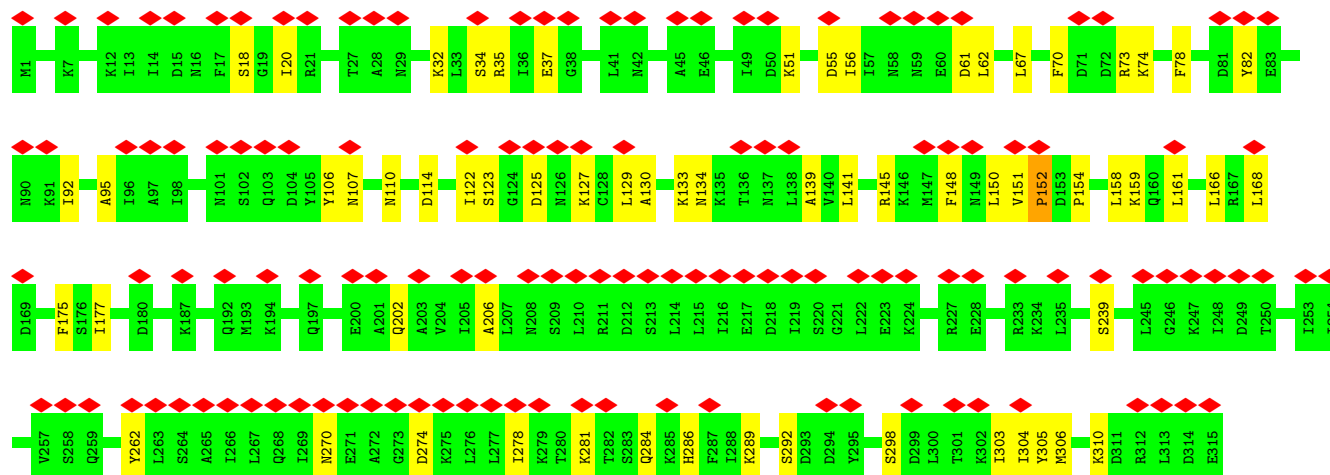 M1 K7 K12 I13 I14 D15 N16 F17 S18 G19 I20 R21 T27 A28 N29 K32 L33 S34 R35 I36 E37 G38 L41 N42 A45 E46 I49 D50 K51 D55 I56 I57 N58 N59 E60 D61 L62 L67 F70 D71 D72 R73 K74 F78 D81 Y82 E83
N90 K91 I92 A95 I96 A97 I98 N101 S102 Q103 D104 Y105 Y106 N107 N110 D114 I122 S123 G124 D125 N126 K127 C128 L129 A130 K133 N134 K135 T136 N137 L138 A139 V140 L141 R145 K146 M147 F148 N149 L150 V151 P152 D153 P154 L158 K159 Q160 L161 L166 R167 L168
D169 F175 S176 I177 D180 K187 Q192 M193 K194 Q197 E200 A201 Q202 A203 V204 I205 A206 L207 N208 S209 L210 R211 D212 S213 L214 L215 I216 E217 D218 I219 S220 G221 L222 E223 K224 R227 E228 R233 K234 L235 S239 L245 G246 K247 I248 D249 T250 I253
V257 S258 Q259 Y262 L263 S264 A265 I266 L267 Q268 I269 N270 E271 A272 G273 D274 K275 L276 L277 I278 K279 T280 K281 T282 S283 Q284 K285 H286 F287 I288 K289 S292 D293 D294 Y295 S298 D299 L300 T301 K302 I303 I304 Y305 M306 K310 D311 R312 L313 D314 E315